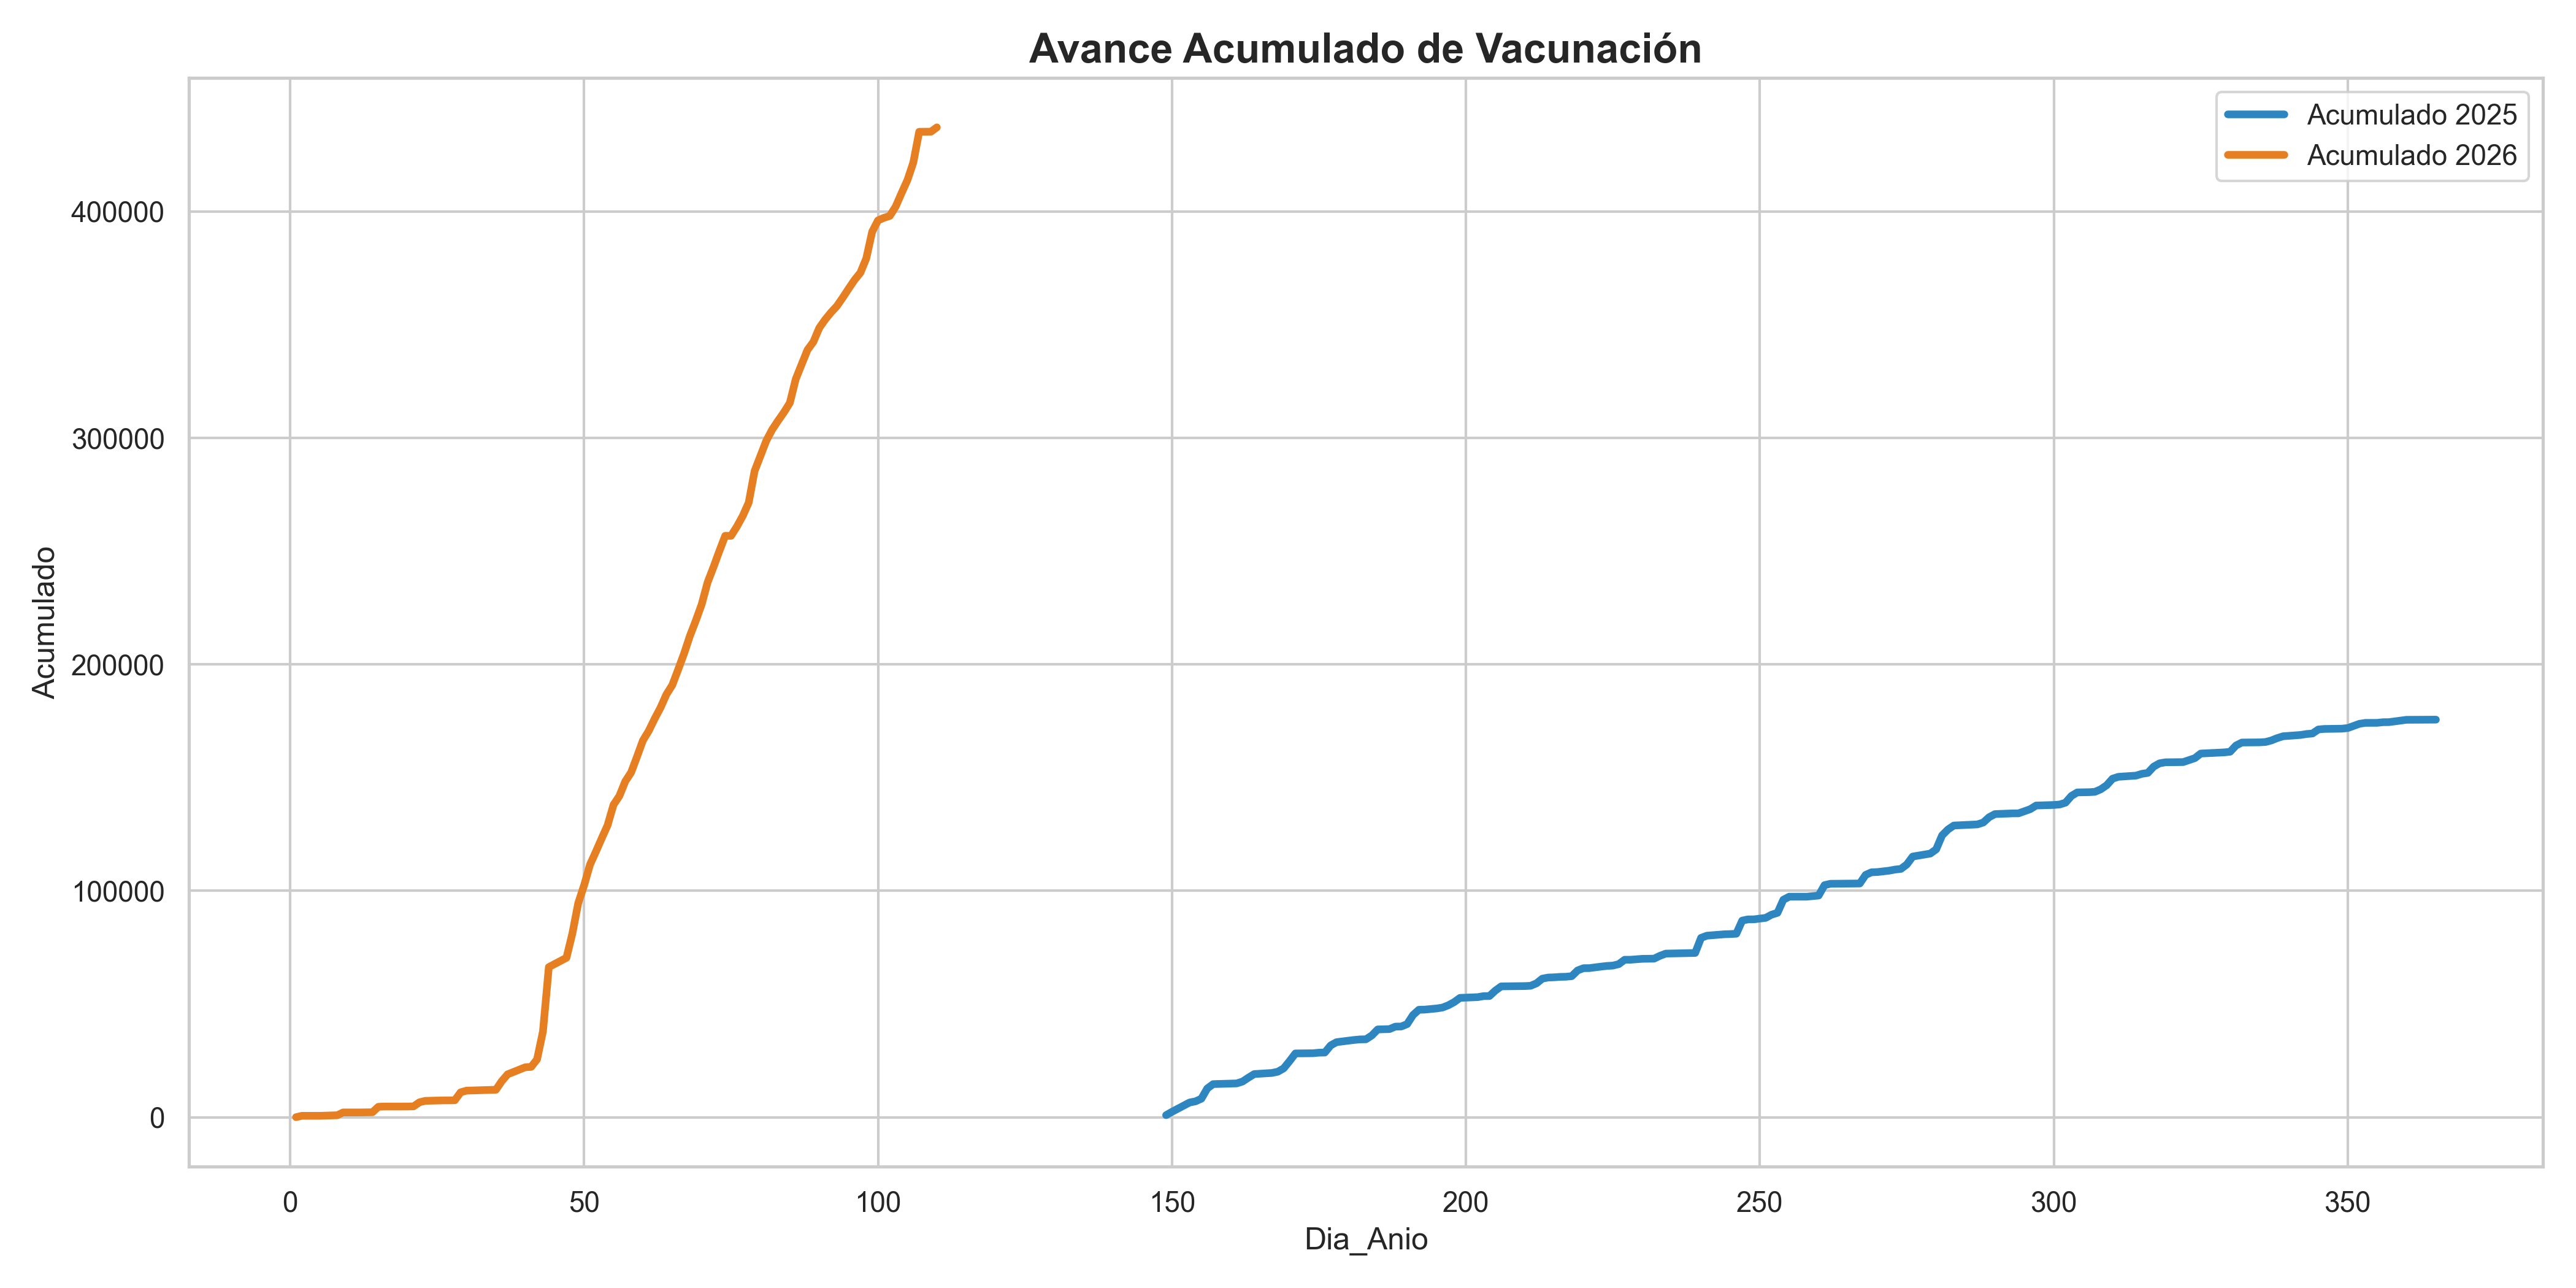 Avance Acumulado de Vacunación
Acumulado 2025
Acumulado 2026
Acumulado
400000
300000
200000
100000
0
0 50 100 150 200 250 300 350
Dia_Anio